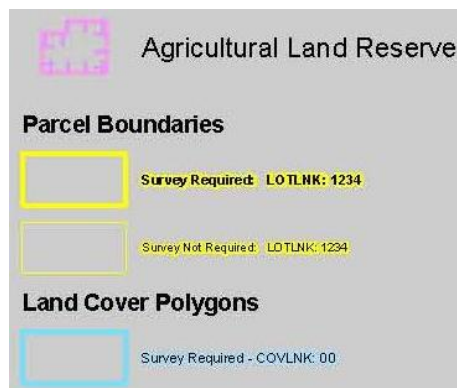 Agricultural Land Reserve
Parcel Boundaries
Survey Required: LOTLNK: 1234
Survey Not Required: LOTLNK: 1234
Land Cover Polygons
Survey Required - COVLNK: 00